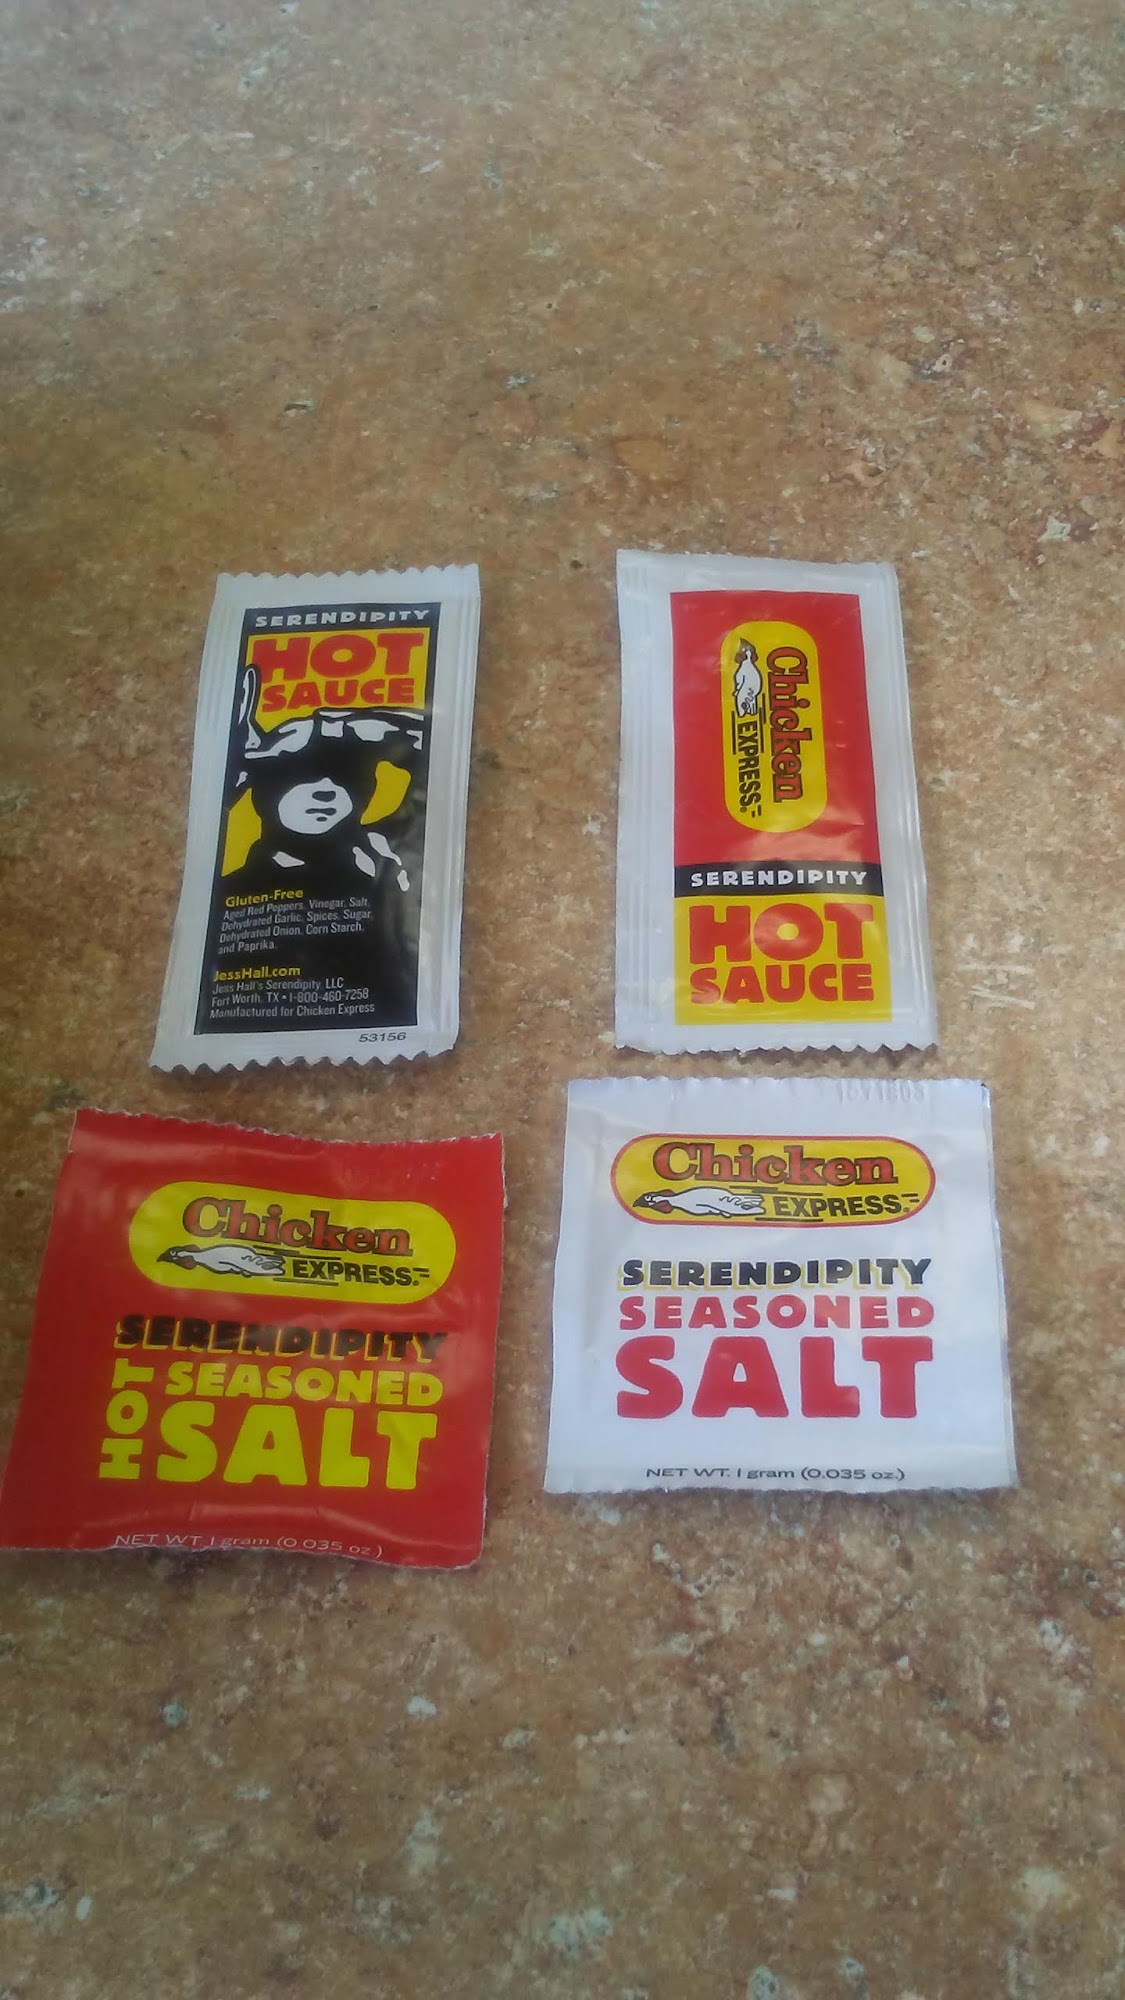 SERENDIPITY
HOT
SAUCE
Gluten-Free
Aged Red Peppers, Vinegar, Salt,
Dehydrated Garlic, Spices, Sugar,
Dehydrated Onion, Corn Starch,
and Paprika.
JessHall.com
Jess Hall's Serendipity, LLC
Fort Worth, TX • 1-800-460-7258
Manufactured for Chicken Express
53156
Chicken
EXPRESS®
SERENDIPITY
HOT
SAUCE
Chicken
EXPRESS®
SERENDIPITY
HOT SEASONED
SALT
NET WT. 1 gram (0.035 oz.)
Chicken
EXPRESS®
SERENDIPITY
SEASONED
SALT
NET WT. 1 gram (0.035 oz.)